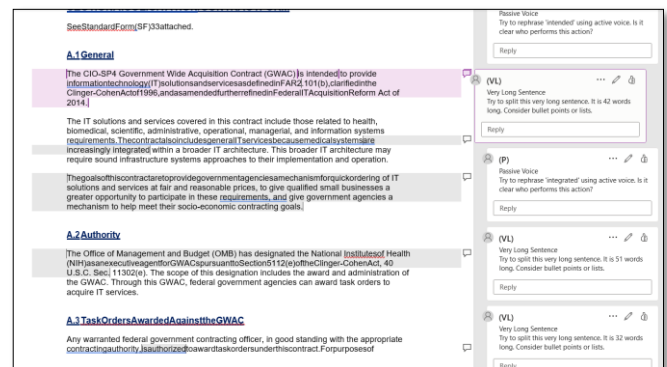 SeeStandardForm(SF)33attached.
A.1General
The CIO-SP4 Government Wide Acquisition Contract (GWAC) is intended to provide
informationtechnology(IT)solutionsandservicesasdefinedinFAR2.101(b),clarifiedinthe
Clinger-CohenActof1996,andasamendedfurtherrefinedinFederalITAcquisitionReform Act of
2014.
The IT solutions and services covered in this contract include those related to health,
biomedical, scientific, administrative, operational, managerial, and information systems
requirements.ThecontractalsoincludesgeneralITservicesbecausemedicalsystemsare
increasingly integrated within a broader IT architecture. This broader IT architecture may
require sound infrastructure systems approaches to their implementation and operation.
Thegoalsofthiscontractaretoprovidegovernmentagenciesamechanismforquickordering of IT
solutions and services at fair and reasonable prices, to give qualified small businesses a
greater opportunity to participate in these requirements, and give government agencies a
mechanism to help meet their socio-economic contracting goals.
A.2Authority
The Office of Management and Budget (OMB) has designated the National Institutesof Health
(NIH)asanexecutiveagentforGWACspursuanttoSection5112(e)oftheClinger-CohenAct, 40
U.S.C. Sec. 11302(e). The scope of this designation includes the award and administration of
the GWAC. Through this GWAC, federal government agencies can award task orders to
acquire IT services.
A.3TaskOrdersAwardedAgainsttheGWAC
Any warranted federal government contracting officer, in good standing with the appropriate
contractingauthority,isauthorizedtoawardtaskordersunderthiscontract.Forpurposesof
Passive Voice
Try to rephrase 'intended' using active voice. Is it
clear who performs this action?
Reply
(VL)
Very Long Sentence
Try to split this very long sentence. It is 42 words
long. Consider bullet points or lists.
Reply
(P)
Passive Voice
Try to rephrase 'integrated' using active voice. Is it
clear who performs this action?
Reply
(VL)
Very Long Sentence
Try to split this very long sentence. It is 51 words
long. Consider bullet points or lists.
Reply
(VL)
Very Long Sentence
Try to split this very long sentence. It is 32 words
long. Consider bullet points or lists.
Reply